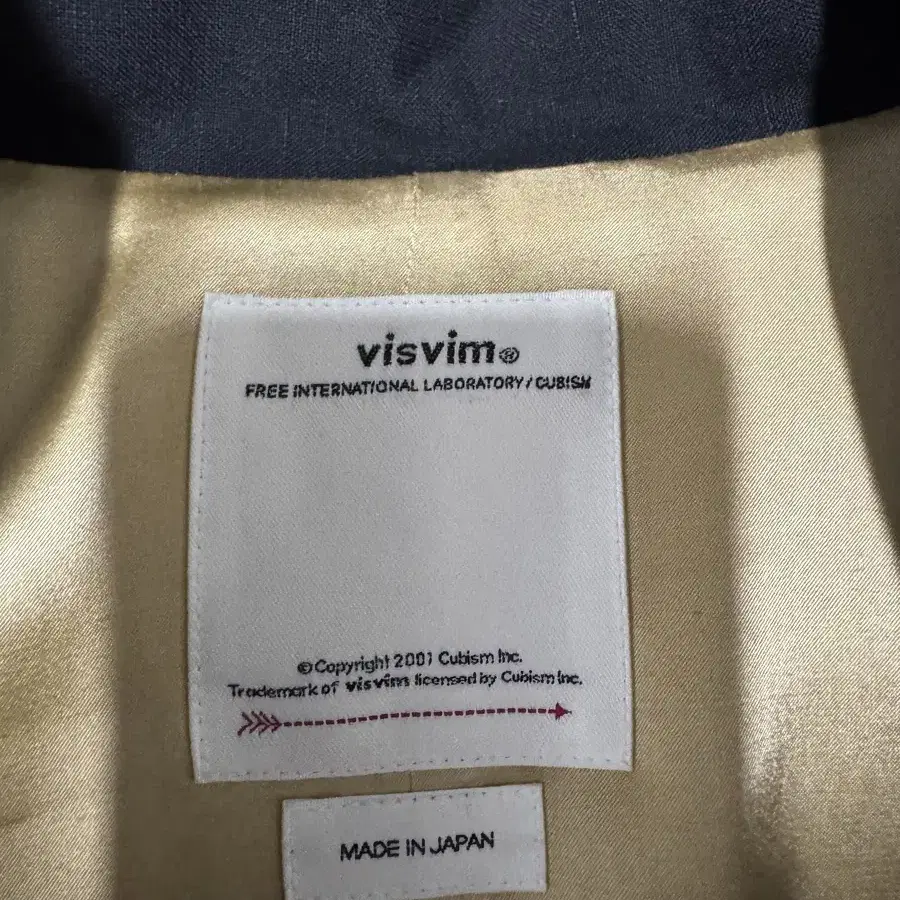 visvim®
FREE INTERNATIONAL LABORATORY / CUBISM
©Copyright 2001 Cubism Inc.
Trademark of visvim licensed by Cubism Inc.
MADE IN JAPAN